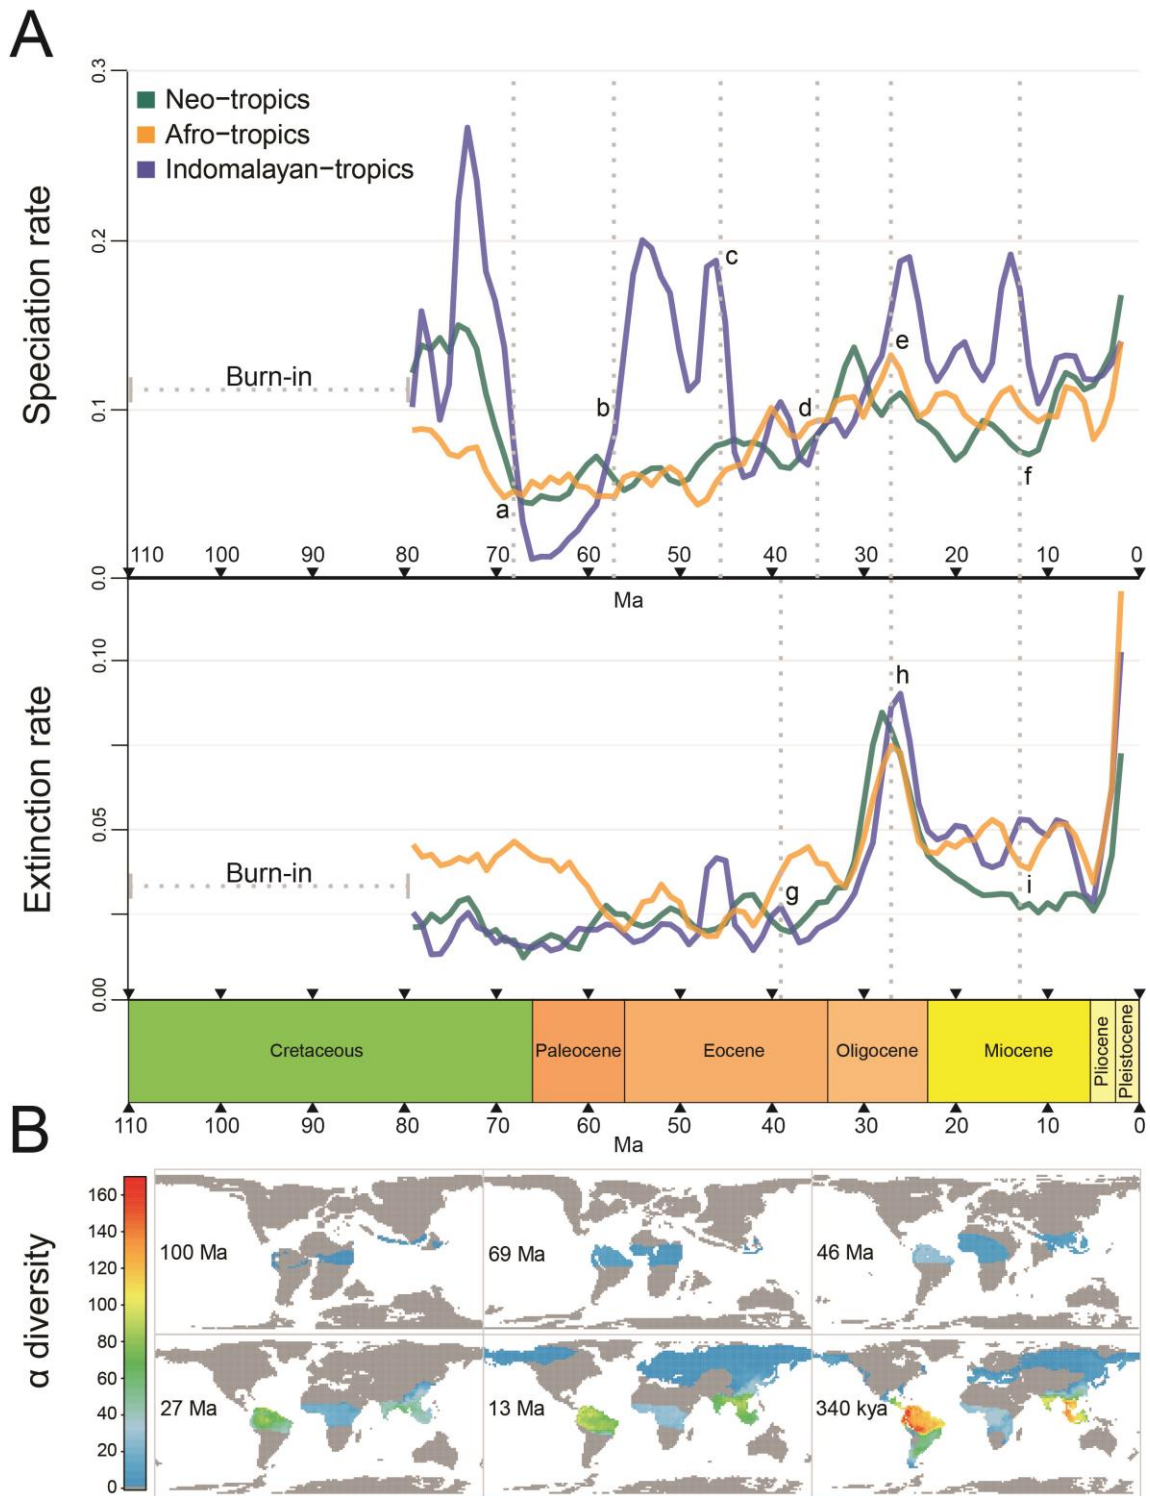 A
Speciation rate
0.3
0.2
0.1
0.0
Neo-tropics
Afro-tropics
Indomalayan-tropics
Burn-in
a
b
c
d
e
f
110 100 90 80 70 60 50 40 30 20 10 0
Ma
Extinction rate
0.10
0.05
0.00
Burn-in
g
h
i
Cretaceous Paleocene Eocene Oligocene Miocene Pliocene Pleistocene
110 100 90 80 70 60 50 40 30 20 10 0
Ma
B
α diversity
160
140
120
100
80
60
40
20
0
100 Ma 69 Ma 46 Ma
27 Ma 13 Ma 340 kya